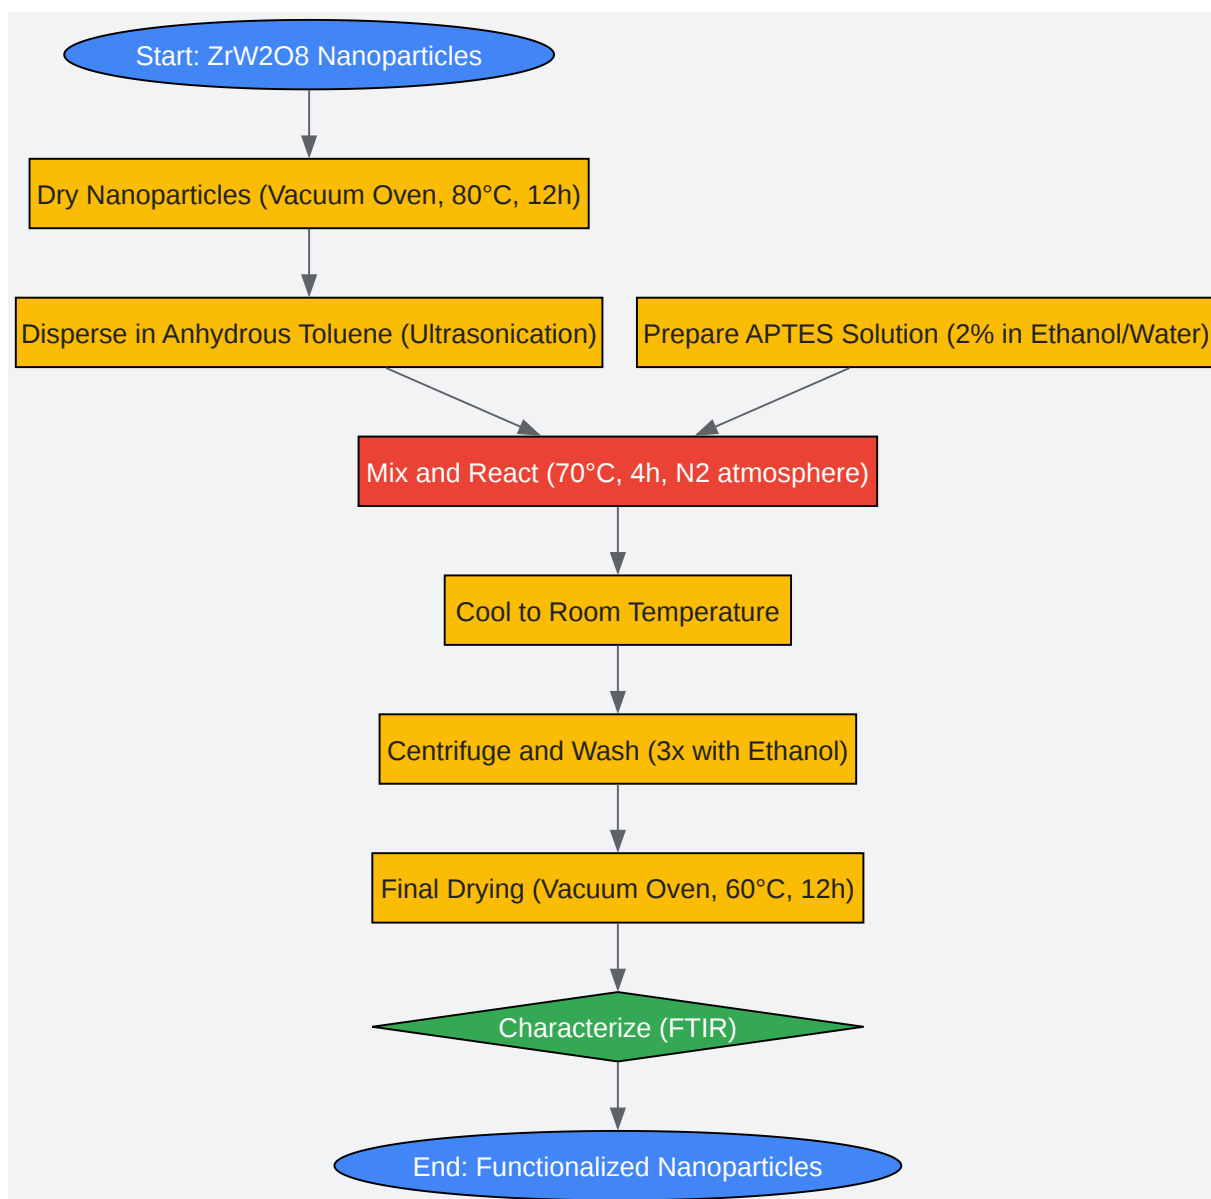 Start: ZrW2O8 Nanoparticles
Dry Nanoparticles (Vacuum Oven, 80°C, 12h)
Disperse in Anhydrous Toluene (Ultrasonication)
Prepare APTES Solution (2% in Ethanol/Water)
Mix and React (70°C, 4h, N2 atmosphere)
Cool to Room Temperature
Centrifuge and Wash (3x with Ethanol)
Final Drying (Vacuum Oven, 60°C, 12h)
Characterize (FTIR)
End: Functionalized Nanoparticles